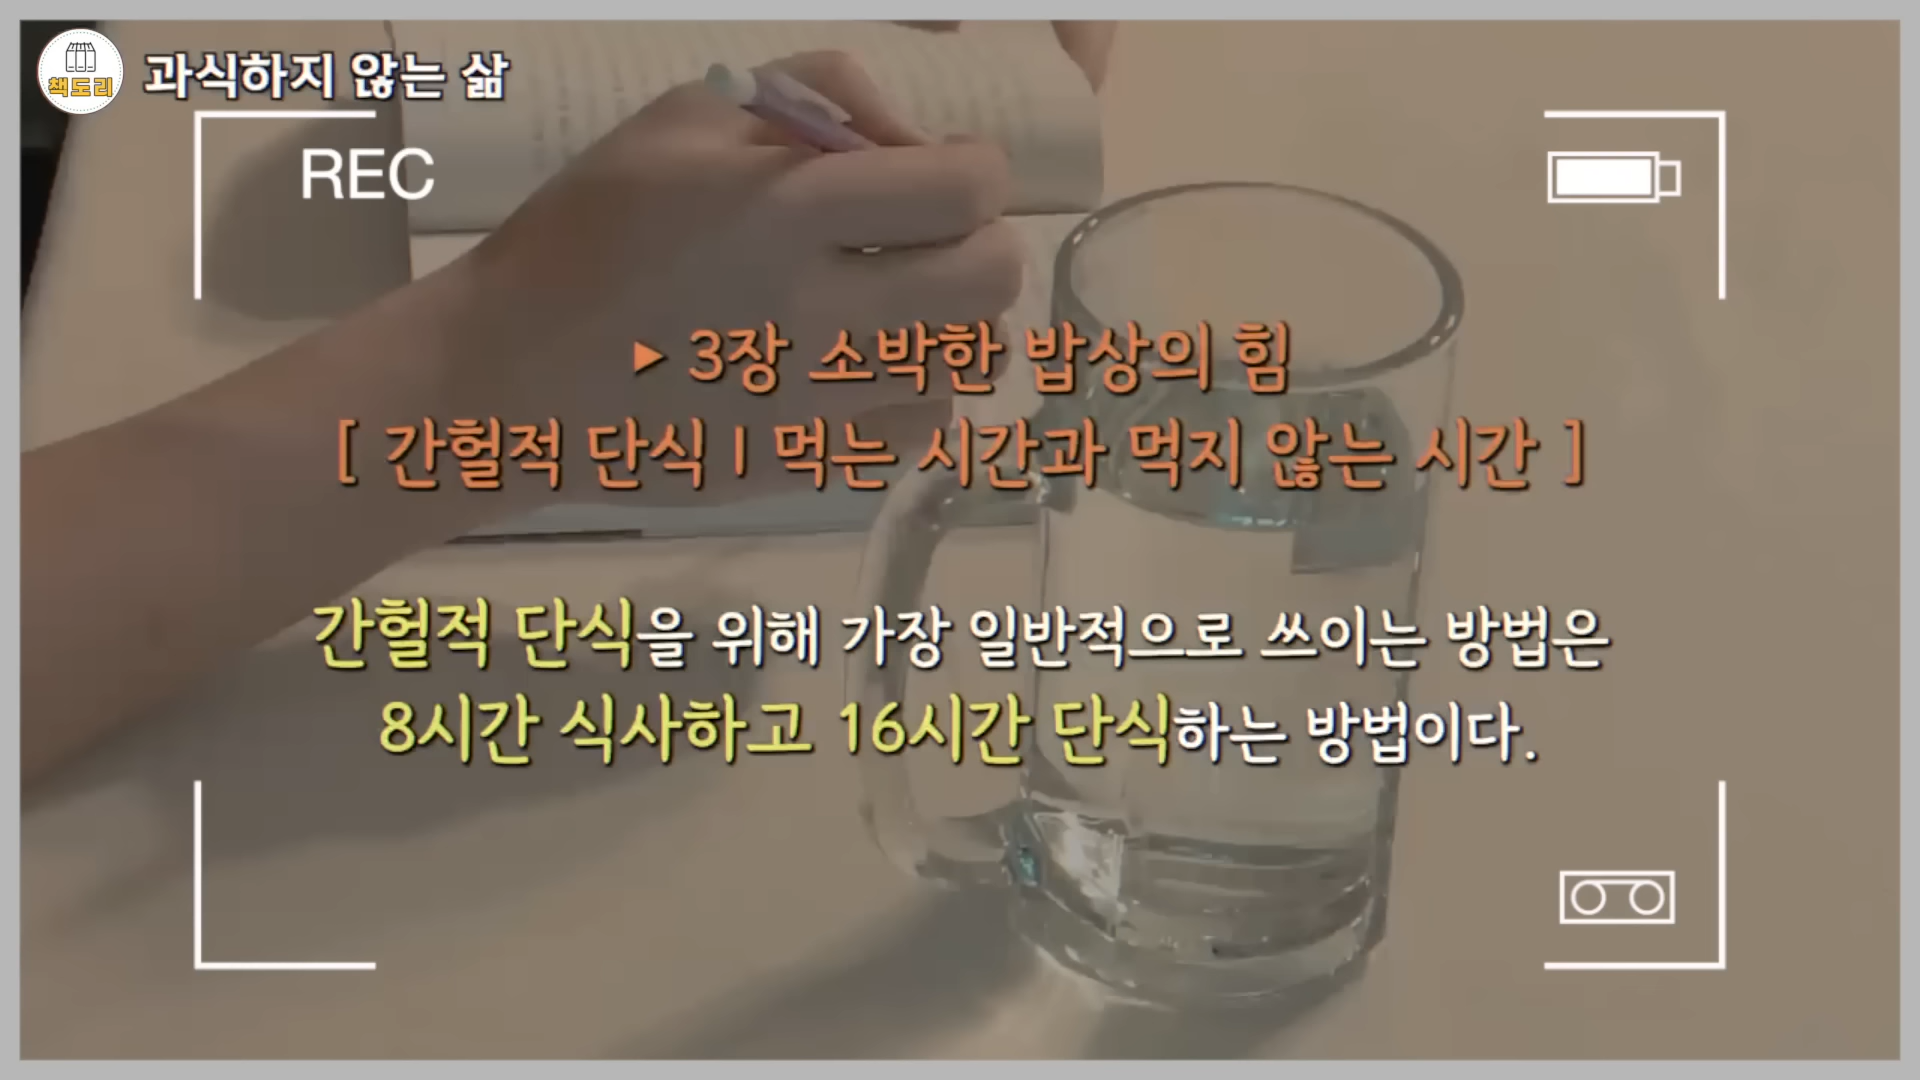 책도리
과식하지 않는 삶
REC
▶ 3장 소박한 밥상의 힘
[ 간헐적 단식 I 먹는 시간과 먹지 않는 시간 ]
간헐적 단식을 위해 가장 일반적으로 쓰이는 방법은
8시간 식사하고 16시간 단식하는 방법이다.